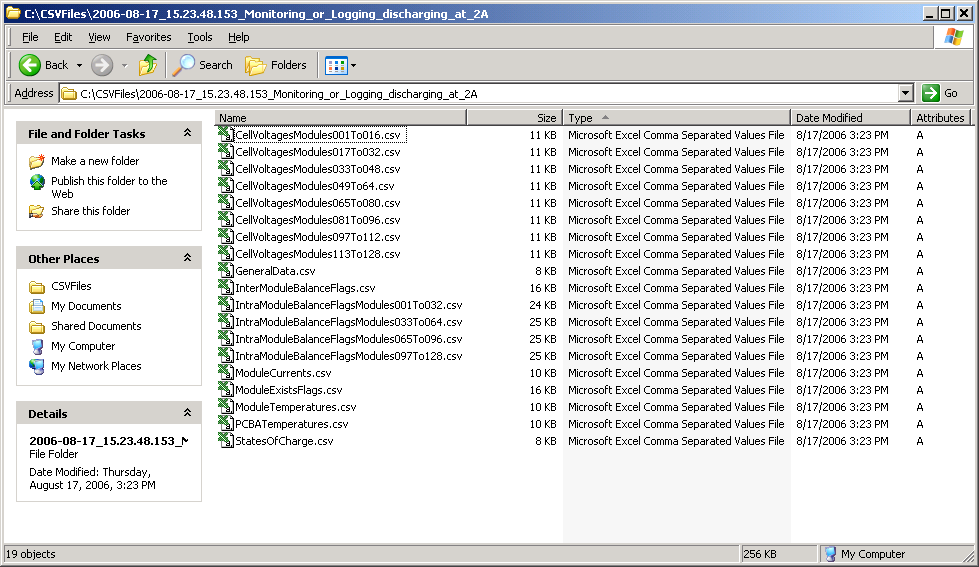 C:\CSVFiles\2006-08-17_15.23.48.153_Monitoring_or_Logging_discharging_at_2A
File Edit View Favorites Tools Help
Back Search Folders
Address C:\CSVFiles\2006-08-17_15.23.48.153_Monitoring_or_Logging_discharging_at_2A Go
File and Folder Tasks
Make a new folder
Publish this folder to the
Web
Share this folder
Other Places
CSVFiles
My Documents
Shared Documents
My Computer
My Network Places
Details
2006-08-17_15.23.48.153_M
File Folder
Date Modified: Thursday,
August 17, 2006, 3:23 PM
Name Size Type Date Modified Attributes
CellVoltagesModules001To016.csv 11 KB Microsoft Excel Comma Separated Values File 8/17/2006 3:23 PM A
CellVoltagesModules017To032.csv 11 KB Microsoft Excel Comma Separated Values File 8/17/2006 3:23 PM A
CellVoltagesModules033To048.csv 11 KB Microsoft Excel Comma Separated Values File 8/17/2006 3:23 PM A
CellVoltagesModules049To64.csv 11 KB Microsoft Excel Comma Separated Values File 8/17/2006 3:23 PM A
CellVoltagesModules065To080.csv 11 KB Microsoft Excel Comma Separated Values File 8/17/2006 3:23 PM A
CellVoltagesModules081To096.csv 11 KB Microsoft Excel Comma Separated Values File 8/17/2006 3:23 PM A
CellVoltagesModules097To112.csv 11 KB Microsoft Excel Comma Separated Values File 8/17/2006 3:23 PM A
CellVoltagesModules113To128.csv 11 KB Microsoft Excel Comma Separated Values File 8/17/2006 3:23 PM A
GeneralData.csv 8 KB Microsoft Excel Comma Separated Values File 8/17/2006 3:23 PM A
InterModuleBalanceFlags.csv 16 KB Microsoft Excel Comma Separated Values File 8/17/2006 3:23 PM A
IntraModuleBalanceFlagsModules001To032.csv 24 KB Microsoft Excel Comma Separated Values File 8/17/2006 3:23 PM A
IntraModuleBalanceFlagsModules033To064.csv 25 KB Microsoft Excel Comma Separated Values File 8/17/2006 3:23 PM A
IntraModuleBalanceFlagsModules065To096.csv 25 KB Microsoft Excel Comma Separated Values File 8/17/2006 3:23 PM A
IntraModuleBalanceFlagsModules097To128.csv 25 KB Microsoft Excel Comma Separated Values File 8/17/2006 3:23 PM A
ModuleCurrents.csv 10 KB Microsoft Excel Comma Separated Values File 8/17/2006 3:23 PM A
ModuleExistsFlags.csv 16 KB Microsoft Excel Comma Separated Values File 8/17/2006 3:23 PM A
ModuleTemperatures.csv 10 KB Microsoft Excel Comma Separated Values File 8/17/2006 3:23 PM A
PCBATemperatures.csv 10 KB Microsoft Excel Comma Separated Values File 8/17/2006 3:23 PM A
StatesOfCharge.csv 8 KB Microsoft Excel Comma Separated Values File 8/17/2006 3:23 PM A
19 objects 256 KB My Computer